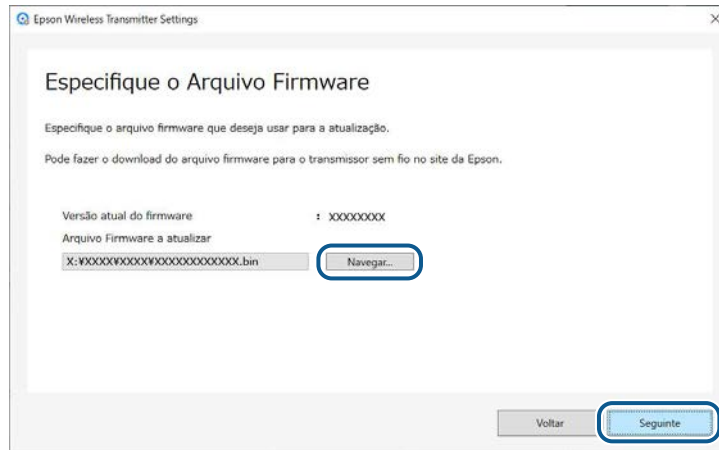 Epson Wireless Transmitter Settings
Especifique o Arquivo Firmware
Especifique o arquivo firmware que deseja usar para a atualização.
Pode fazer o download do arquivo firmware para o transmissor sem fio no site da Epson.
Versão atual do firmware : XXXXXXXX
Arquivo Firmware a atualizar
X:¥XXXX¥XXXX¥XXXXXXXXXXXX.bin Navegar...
Voltar Seguinte